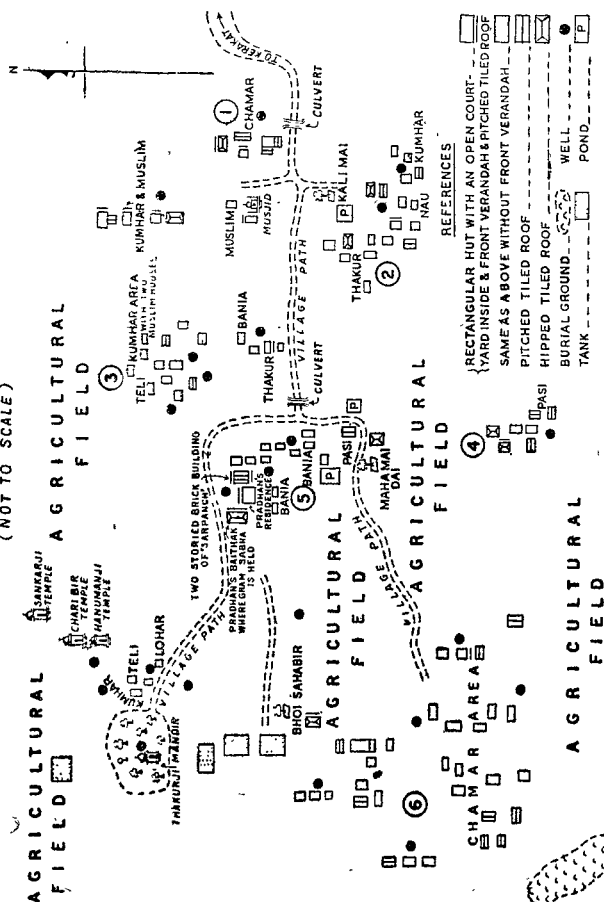 (NOT TO SCALE)
N
AGRICULTURAL
FIELD
SANKARJI
TEMPLE
CHARI BIR
TEMPLE
HANUMANJI
TEMPLE
AGRICULTURAL
FIELD
KUMHAR
TELI
LOHAR
THAKURJI MANDIR
VILLAGE PATH
TWO STORIED BRICK BUILDING
OF "SARPANCH"
PRADHAN'S BAITHAK
WHERE GRAM SABHA
IS HELD
PRADHAN'S
RESIDENCE
BANIA
5
BANIA
3
KUMHAR AREA
WITH TWO
MUSLIM HOUSES
TELI
KUMHAR & MUSLIM
1
CHAMAR
TO KERAKAT
CULVERT
MUSLIM
MUSJID
BANIA
THAKUR
VILLAGE PATH
CULVERT
KALI MAI
P
THAKUR
2
NAU
KUMHAR
P
P
PASI
MAHAMAI
DAI
BHOI SAHABIR
AGRICULTURAL
FIELD
VILLAGE PATH
AGRICULTURAL
FIELD
4
PASI
6
CHAMAR AREA
AGRICULTURAL
FIELD
REFERENCES
RECTANGULAR HUT WITH AN OPEN COURT-
YARD INSIDE & FRONT VERANDAH & PITCHED TILED ROOF
SAME AS ABOVE WITHOUT FRONT VERANDAH
PITCHED TILED ROOF
HIPPED TILED ROOF
BURIAL GROUND WELL
TANK POND P